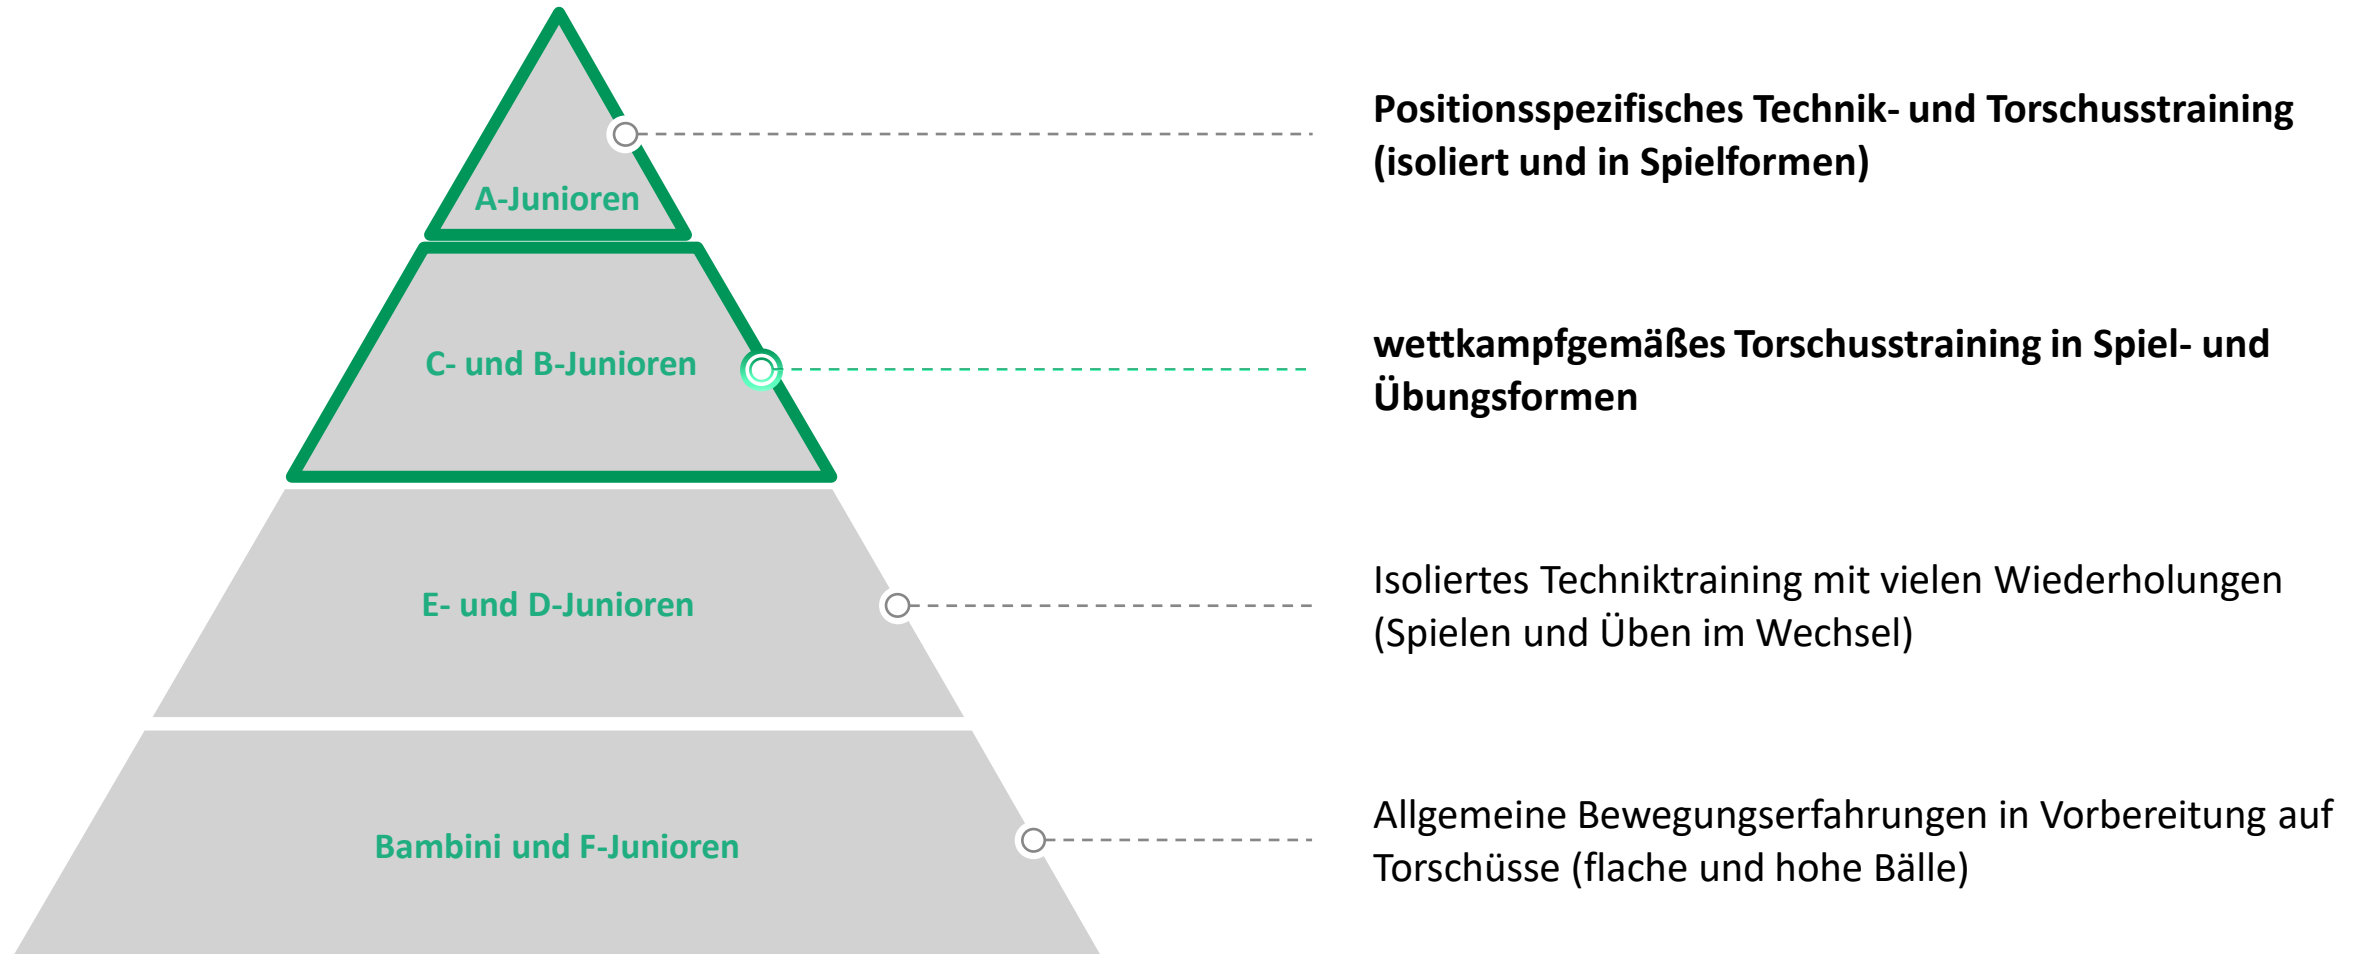 A-Junioren
Positionsspezifisches Technik- und Torschusstraining
(isoliert und in Spielformen)
C- und B-Junioren
wettkampfgemäßes Torschusstraining in Spiel- und
Übungsformen
E- und D-Junioren
Isoliertes Techniktraining mit vielen Wiederholungen
(Spielen und Üben im Wechsel)
Bambini und F-Junioren
Allgemeine Bewegungserfahrungen in Vorbereitung auf
Torschüsse (flache und hohe Bälle)